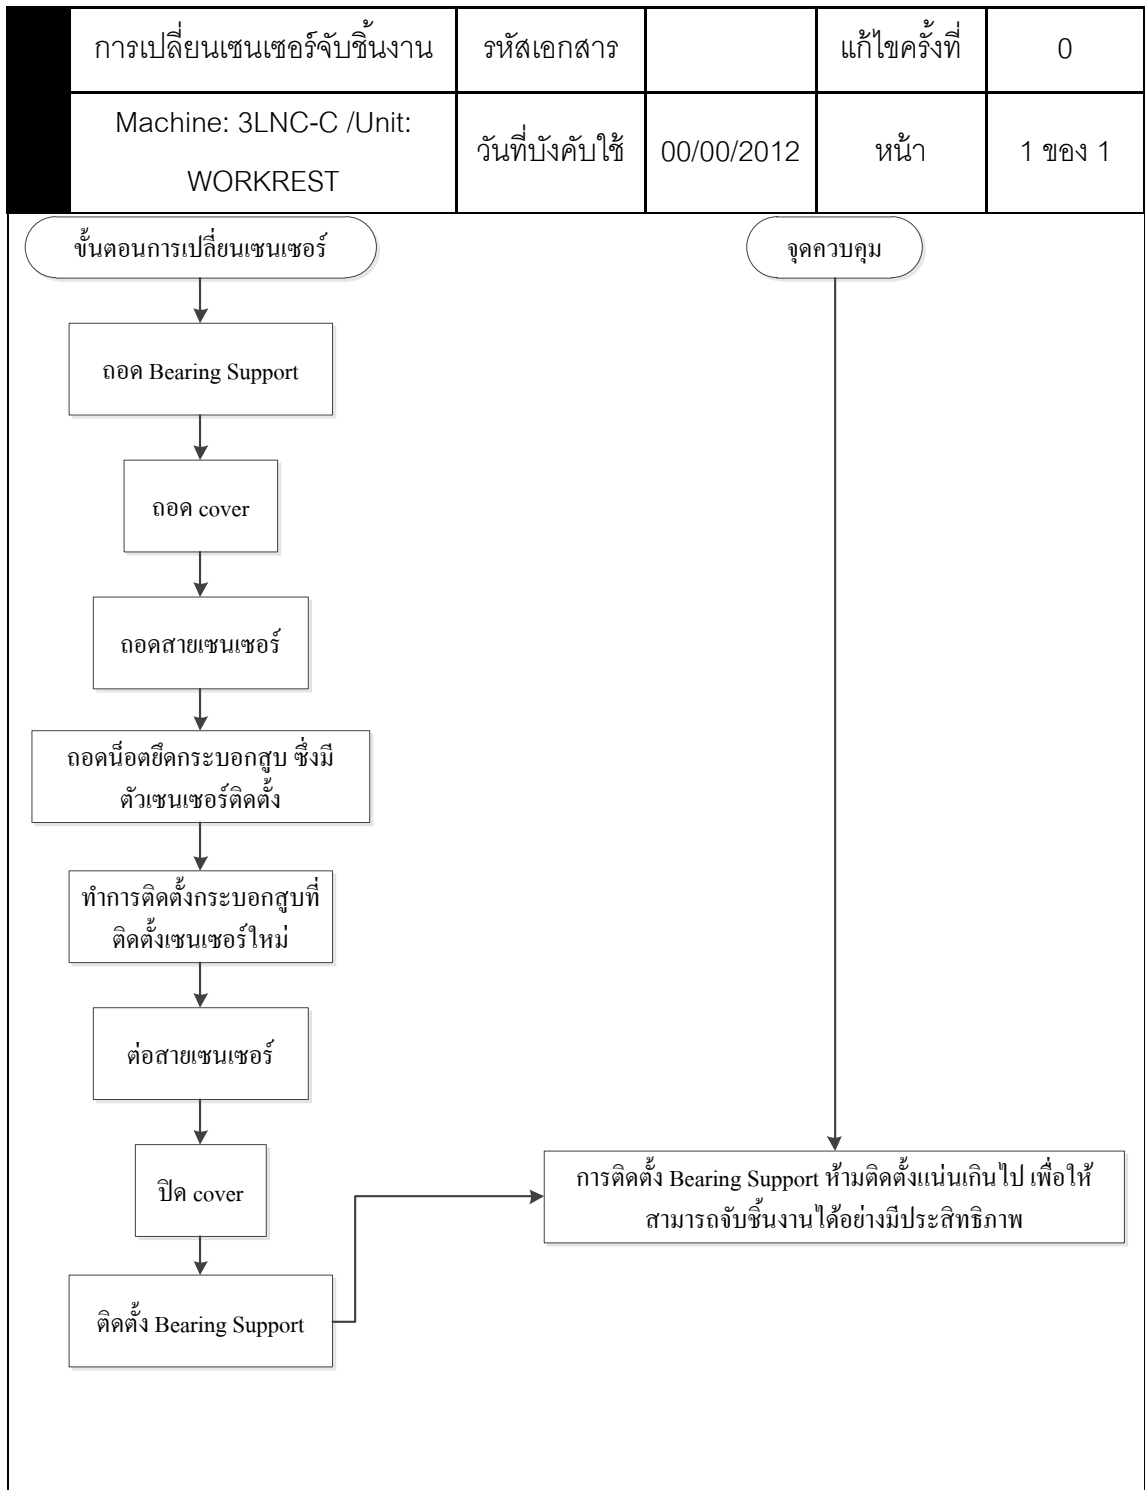 การเปลี่ยนเซนเซอร์จับชิ้นงาน
รหัสเอกสาร
แก้ไขครั้งที่
0
Machine: 3LNC-C /Unit:
WORKREST
วันที่บังคับใช้
00/00/2012
หน้า
1 ของ 1
ขั้นตอนการเปลี่ยนเซนเซอร์
จุดควบคุม
ถอด Bearing Support
ถอด cover
ถอดสายเซนเซอร์
ถอดน็อตยึดกระบอกสูบ ซึ่งมี
ตัวเซนเซอร์ติดตั้ง
ทำการติดตั้งกระบอกสูบที่
ติดตั้งเซนเซอร์ใหม่
ต่อสายเซนเซอร์
ปิด cover
การติดตั้ง Bearing Support ห้ามติดตั้งแน่นเกินไป เพื่อให้
สามารถจับชิ้นงานได้อย่างมีประสิทธิภาพ
ติดตั้ง Bearing Support